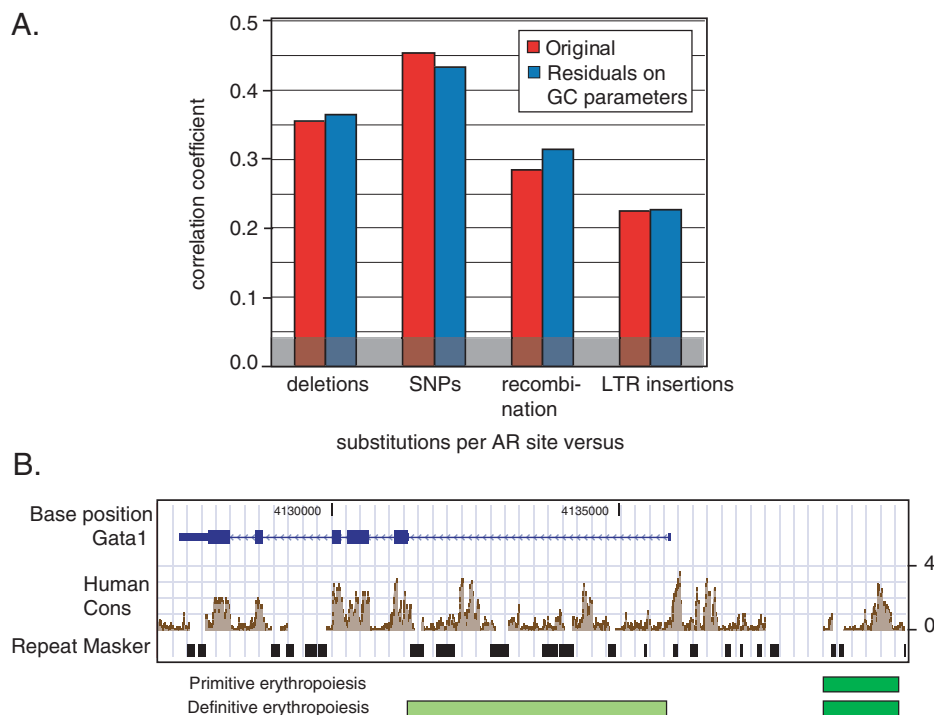 A.
correlation coefficient
0.5
0.4
0.3
0.2
0.1
0.0
Original
Residuals on
GC parameters
deletions
SNPs
recombi-
nation
LTR insertions
substitutions per AR site versus
B.
Base position
4130000
4135000
Gata1
Human
Cons
4
0
Repeat Masker
Primitive erythropoiesis
Definitive erythropoiesis